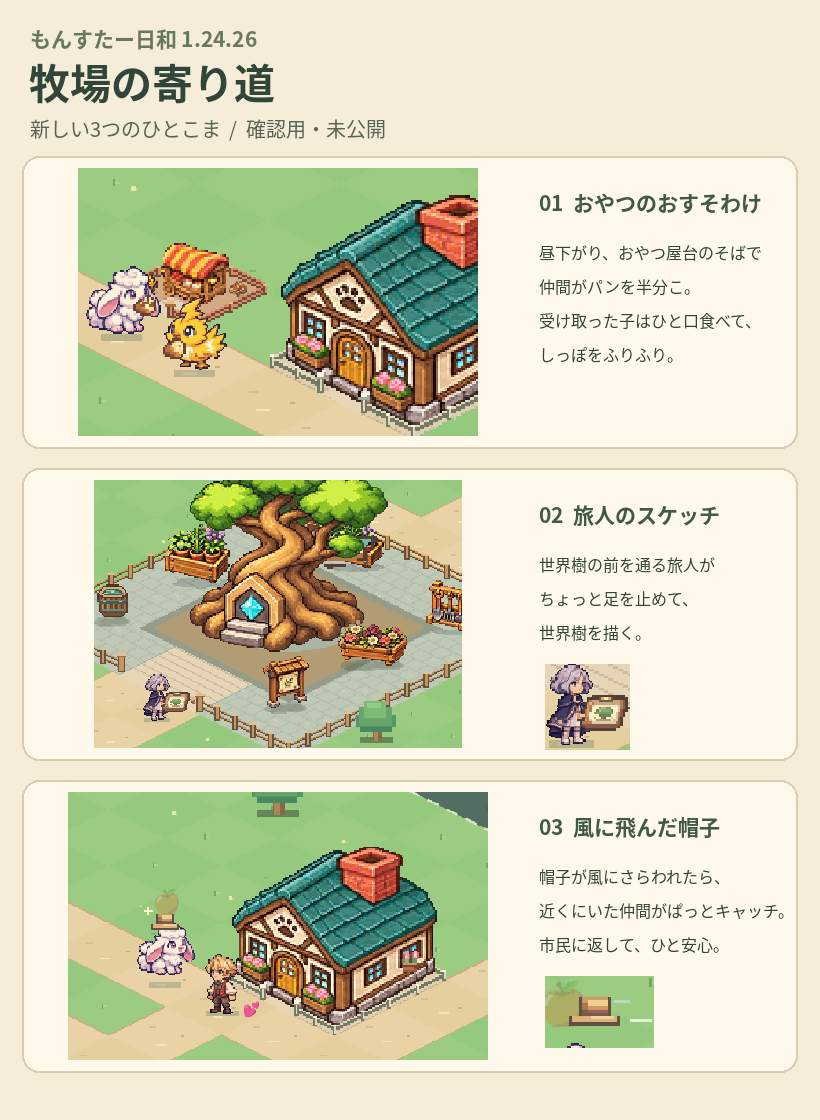 もんすたー日和 1.24.26
牧場の寄り道
新しい3つのひとこま / 確認用・未公開
01 おやつのおすそわけ
昼下がり、おやつ屋台のそばで
仲間がパンを半分こ。
受け取った子はひと口食べて、
しっぽをふりふり。
02 旅人のスケッチ
世界樹の前を通る旅人が
ちょっと足を止めて、
世界樹を描く。
03 風に飛んだ帽子
帽子が風にさらわれたら、
近くにいた仲間がぱっとキャッチ。
市民に返して、ひと安心。